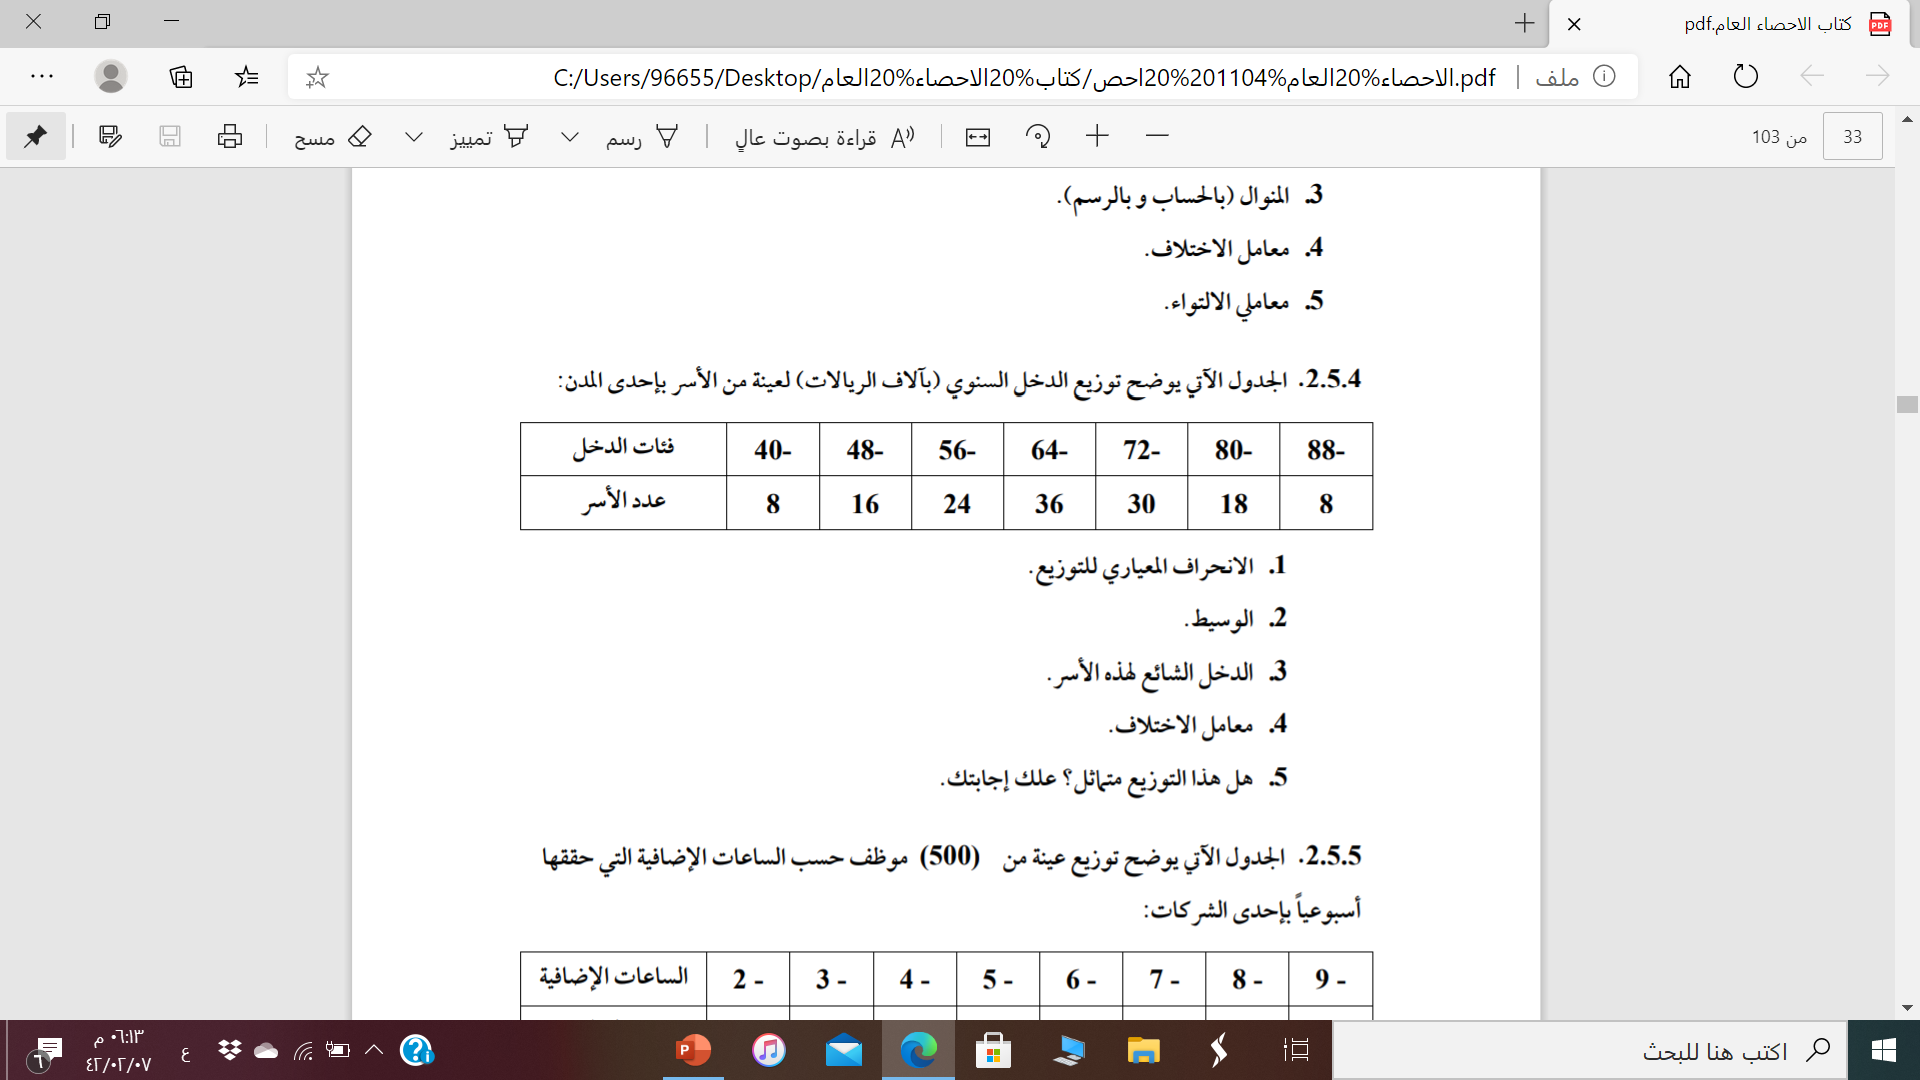 كتاب الاحصاء العام.pdf
ملف | C:/Users/96655/Desktop/الاحصاء%20العام%201104%20احص/كتاب%20الاحصاء%20العام.pdf
33 من 103
قراءة بصوت عالٍ رسم تمييز مسح
3. المنوال (بالحساب و بالرسم).
4. معامل الاختلاف.
5. معاملي الالتواء.
2.5.4. الجدول الآتي يوضح توزيع الدخل السنوي (بآلاف الريالات) لعينة من الأسر بإحدى المدن:
فئات الدخل 40- 48- 56- 64- 72- 80- 88-
عدد الأسر 8 16 24 36 30 18 8
1. الانحراف المعياري للتوزيع.
2. الوسيط.
3. الدخل الشائع لهذه الأسر.
4. معامل الاختلاف.
5. هل هذا التوزيع متماثل؟ علك إجابتك.
2.5.5. الجدول الآتي يوضح توزيع عينة من (500) موظف حسب الساعات الإضافية التي حققها
أسبوعياً بإحدى الشركات:
الساعات الإضافية 2 - 3 - 4 - 5 - 6 - 7 - 8 - 9 -
اكتب هنا للبحث
ع
٠٦:١٣ م
٤٢/٠٢/٠٧
٦